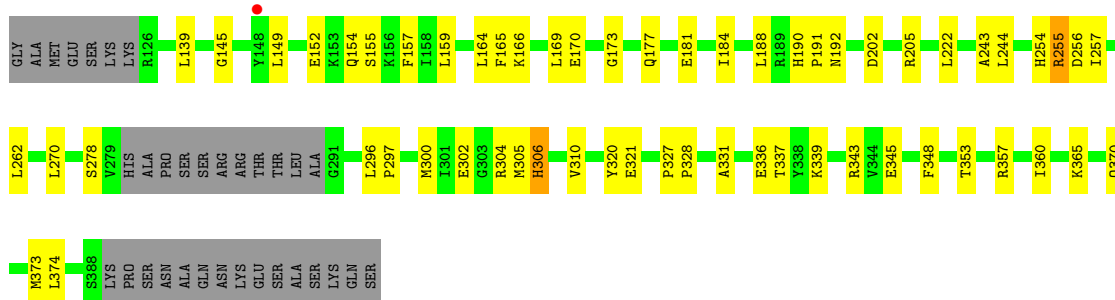 GLY ALA MET GLU SER LYS LYS R126 L139 G145 Y148 L149 E152 K153 Q154 S155 K156 F157 I158 L159 L164 F165 K166 L169 E170 G173 Q177 E181 I184 L188 R189 H190 P191 N192 D202 R205 L222 A243 L244 H254 R255 D256 I257
L262 L270 S278 V279 HIS ALA PRO SER SER ARG ARG THR THR LEU ALA G291 L296 P297 M300 I301 E302 G303 R304 M305 H306 V310 Y320 E321 P327 P328 A331 E336 T337 Y338 K339 R343 V344 E345 F348 T353 R357 I360 K365
M373 L374 S388 LYS PRO SER ASN ALA GLN ASN LYS GLU SER ALA SER LYS GLN SER